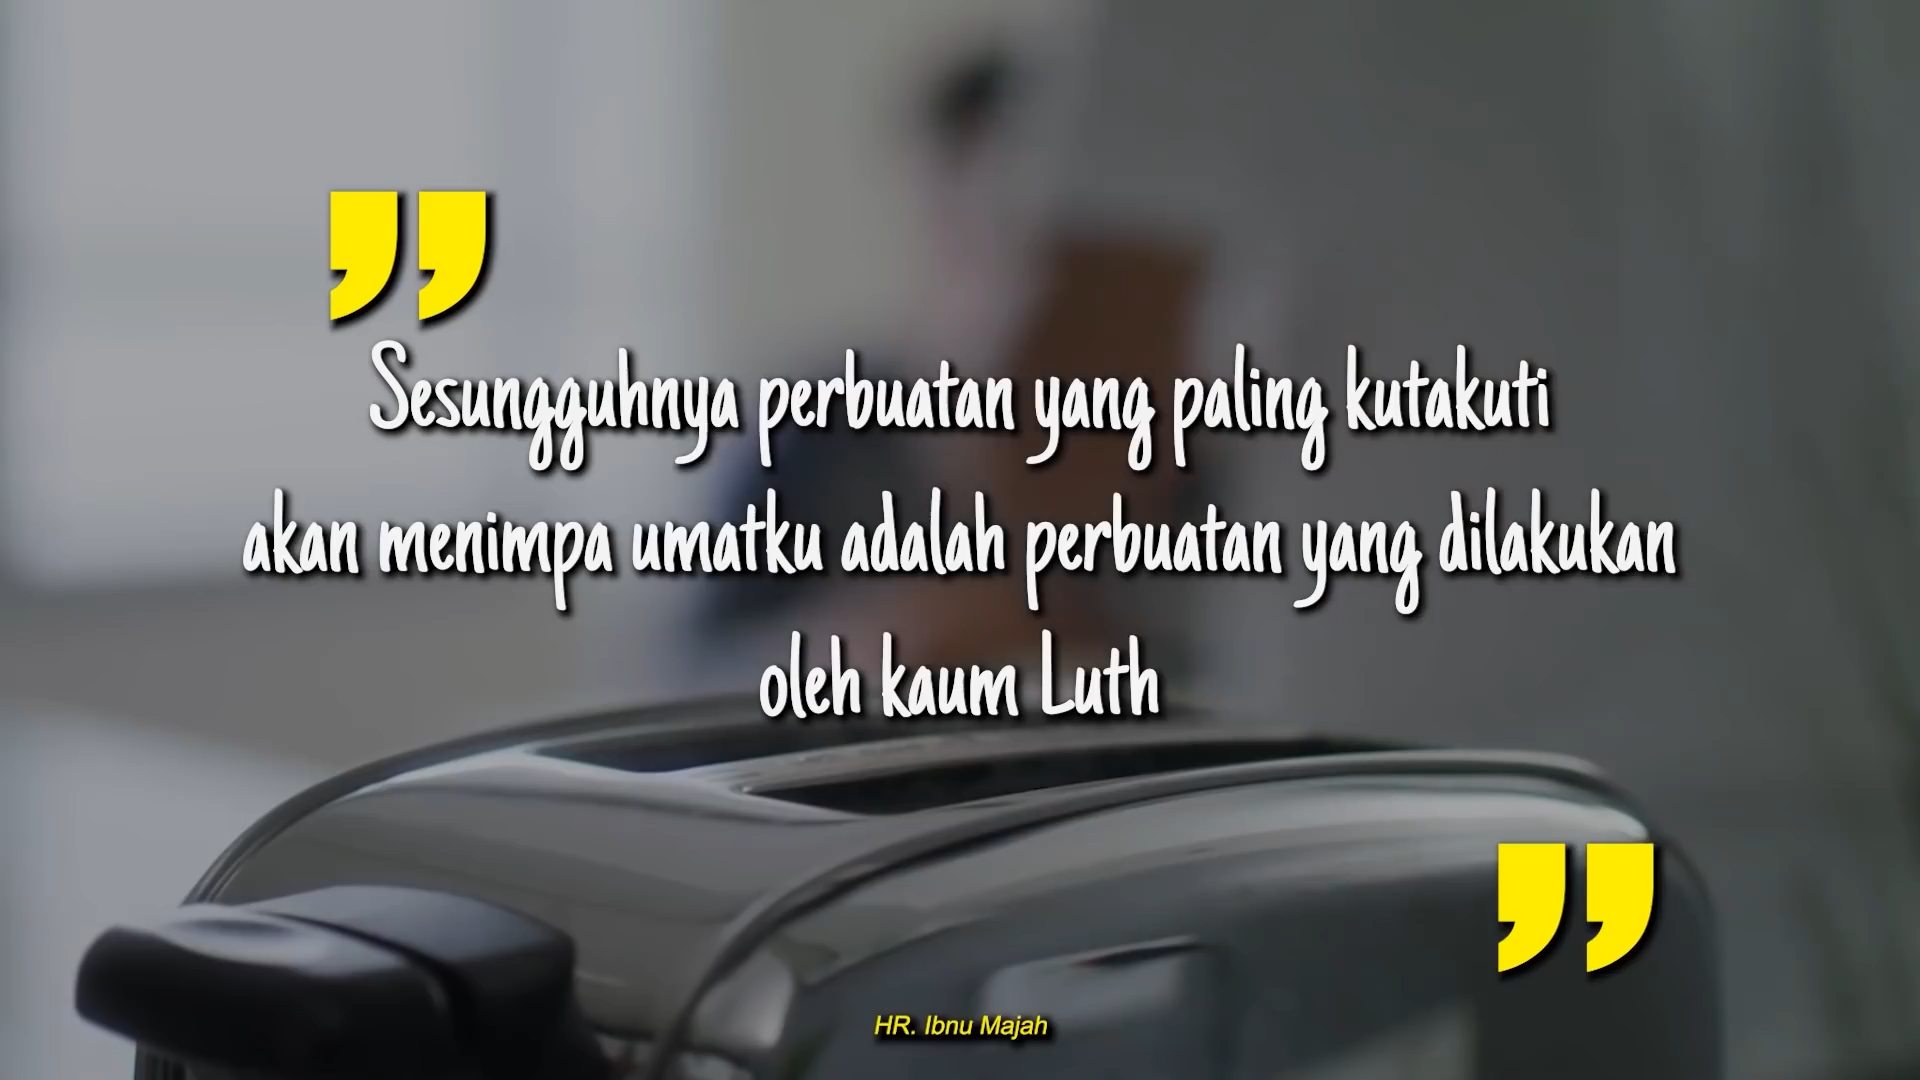 ”
Sesungguhnya perbuatan yang paling kutakuti
akan menimpa umatku adalah perbuatan yang dilakukan
oleh kaum Luth
”
HR. Ibnu Majah